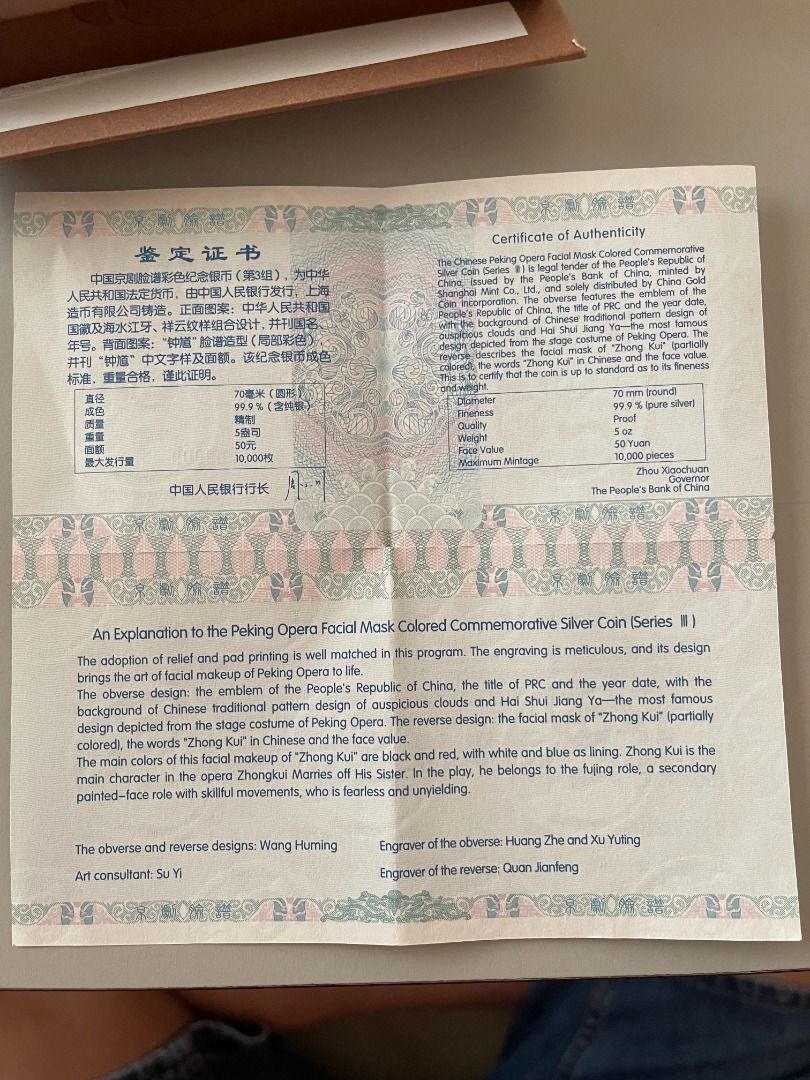 鉴定证书
中国京剧脸谱彩色纪念银币(第3组),为中华
人民共和国法定货币,由中国人民银行发行,上海
造币有限公司铸造。正面图案:中华人民共和国
国徽及海水江牙、祥云纹样组合设计,并刊国名、
年号。背面图案:“钟馗”脸谱造型(局部彩色),
并刊“钟馗”中文字样及面额。该纪念银币成色
标准,重量合格,谨此证明。
直径 70毫米(圆形)
成色 99.9%(含纯银)
质量 精制
重量 5盎司
面额 50元
最大发行量 10,000枚
中国人民银行行长
Certificate of Authenticity
The Chinese Peking Opera Facial Mask Colored Commemorative
Silver Coin (Series Ⅲ) is legal tender of the People's Republic of
China, issued by the People's Bank of China, minted by
Shanghai Mint Co., Ltd., and solely distributed by China Gold
Coin Incorporation. The obverse features the emblem of the
People's Republic of China, the title of PRC and the year date,
with the background of Chinese traditional pattern design of
auspicious clouds and Hai Shui Jiang Ya—the most famous
design depicted from the stage costume of Peking Opera. The
reverse describes the facial mask of "Zhong Kui" (partially
colored), the words "Zhong Kui" in Chinese and the face value.
This is to certify that the coin is up to standard as to its fineness
and weight.
Diameter 70 mm (round)
Fineness 99.9 % (pure silver)
Quality Proof
Weight 5 oz
Face Value 50 Yuan
Maximum Mintage 10,000 pieces
Zhou Xiaochuan
Governor
The People's Bank of China
An Explanation to the Peking Opera Facial Mask Colored Commemorative Silver Coin (Series Ⅲ)
The adoption of relief and pad printing is well matched in this program. The engraving is meticulous, and its design
brings the art of facial makeup of Peking Opera to life.
The obverse design: the emblem of the People's Republic of China, the title of PRC and the year date, with the
background of Chinese traditional pattern design of auspicious clouds and Hai Shui Jiang Ya—the most famous
design depicted from the stage costume of Peking Opera. The reverse design: the facial mask of "Zhong Kui" (partially
colored), the words "Zhong Kui" in Chinese and the face value.
The main colors of this facial makeup of "Zhong Kui" are black and red, with white and blue as lining. Zhong Kui is the
main character in the opera Zhongkui Marries off His Sister. In the play, he belongs to the fujing role, a secondary
painted-face role with skillful movements, who is fearless and unyielding.
The obverse and reverse designs: Wang Huming
Engraver of the obverse: Huang Zhe and Xu Yuting
Art consultant: Su Yi
Engraver of the reverse: Quan Jianfeng